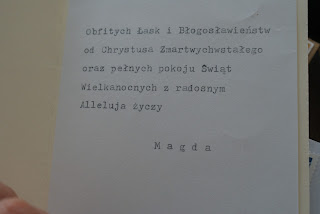 Obfitych Łask i Błogosławieństw
od Chrystusa Zmartwychwstałego
oraz pełnych pokoju Świąt
Wielkanocnych z radosnym
Alleluja życzy
M a g d a